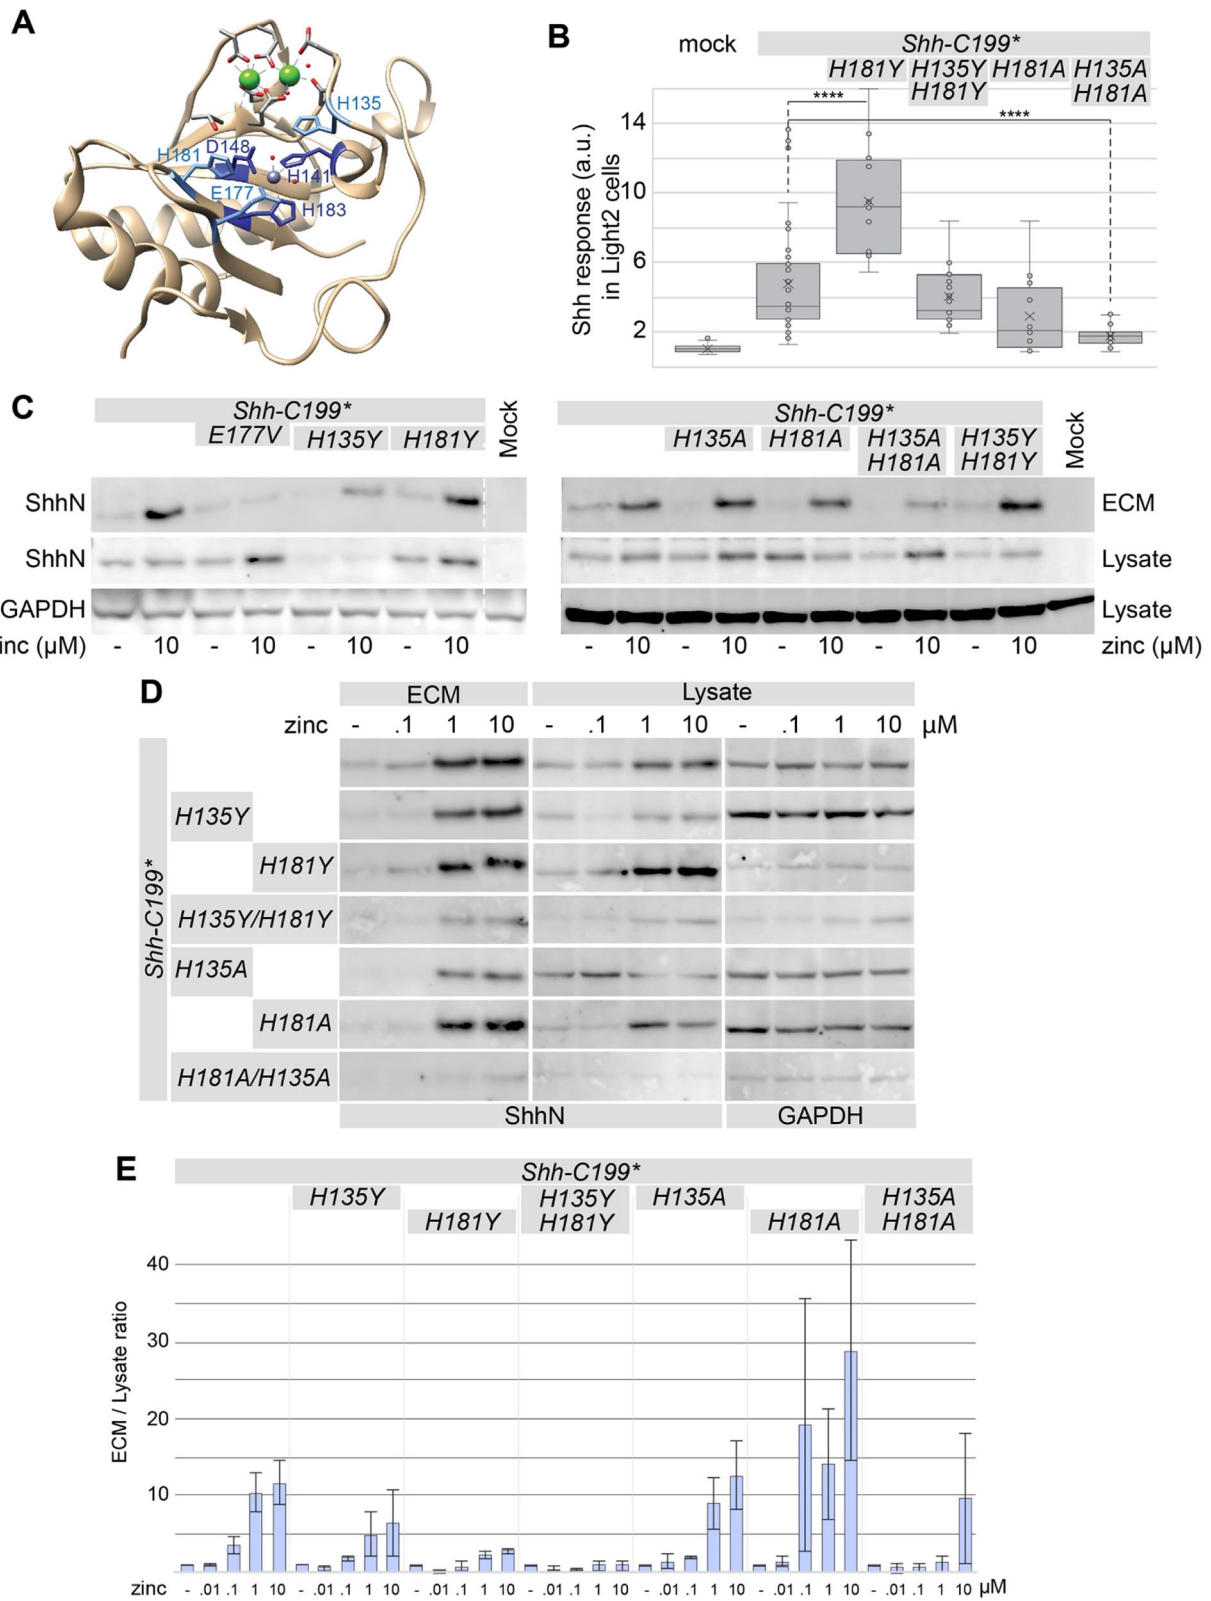 A
H135
H181
D148
H141
E177
H183
B
mock
Shh-C199*
H181Y
H135Y
H181A
H135A
H181Y
H181A
****
****
14
10
6
2
Shh response (a.u.)
in Light2 cells
C
Shh-C199*
E177V
H135Y
H181Y
Mock
Shh-C199*
H135A
H181A
H135A
H135Y
H181A
H181Y
Mock
ShhN
ECM
ShhN
Lysate
GAPDH
Lysate
inc (µM)
- 10 - 10 - 10 - 10 -
- 10 - 10 - 10 - 10 - 10 -
zinc (µM)
D
ECM
Lysate
zinc - .1 1 10 - .1 1 10 - .1 1 10 µM
Shh-C199*
H135Y
H181Y
H135Y/H181Y
H135A
H181A
H181A/H135A
ShhN
GAPDH
E
Shh-C199*
H135Y
H135Y
H135A
H135A
H181Y
H181Y
H181A
H181A
40
30
20
10
ECM / Lysate ratio
zinc - .01 .1 1 10 - .01 .1 1 10 - .01 .1 1 10 - .01 .1 1 10 - .01 .1 1 10 - .01 .1 1 10 - .01 .1 1 10 µM